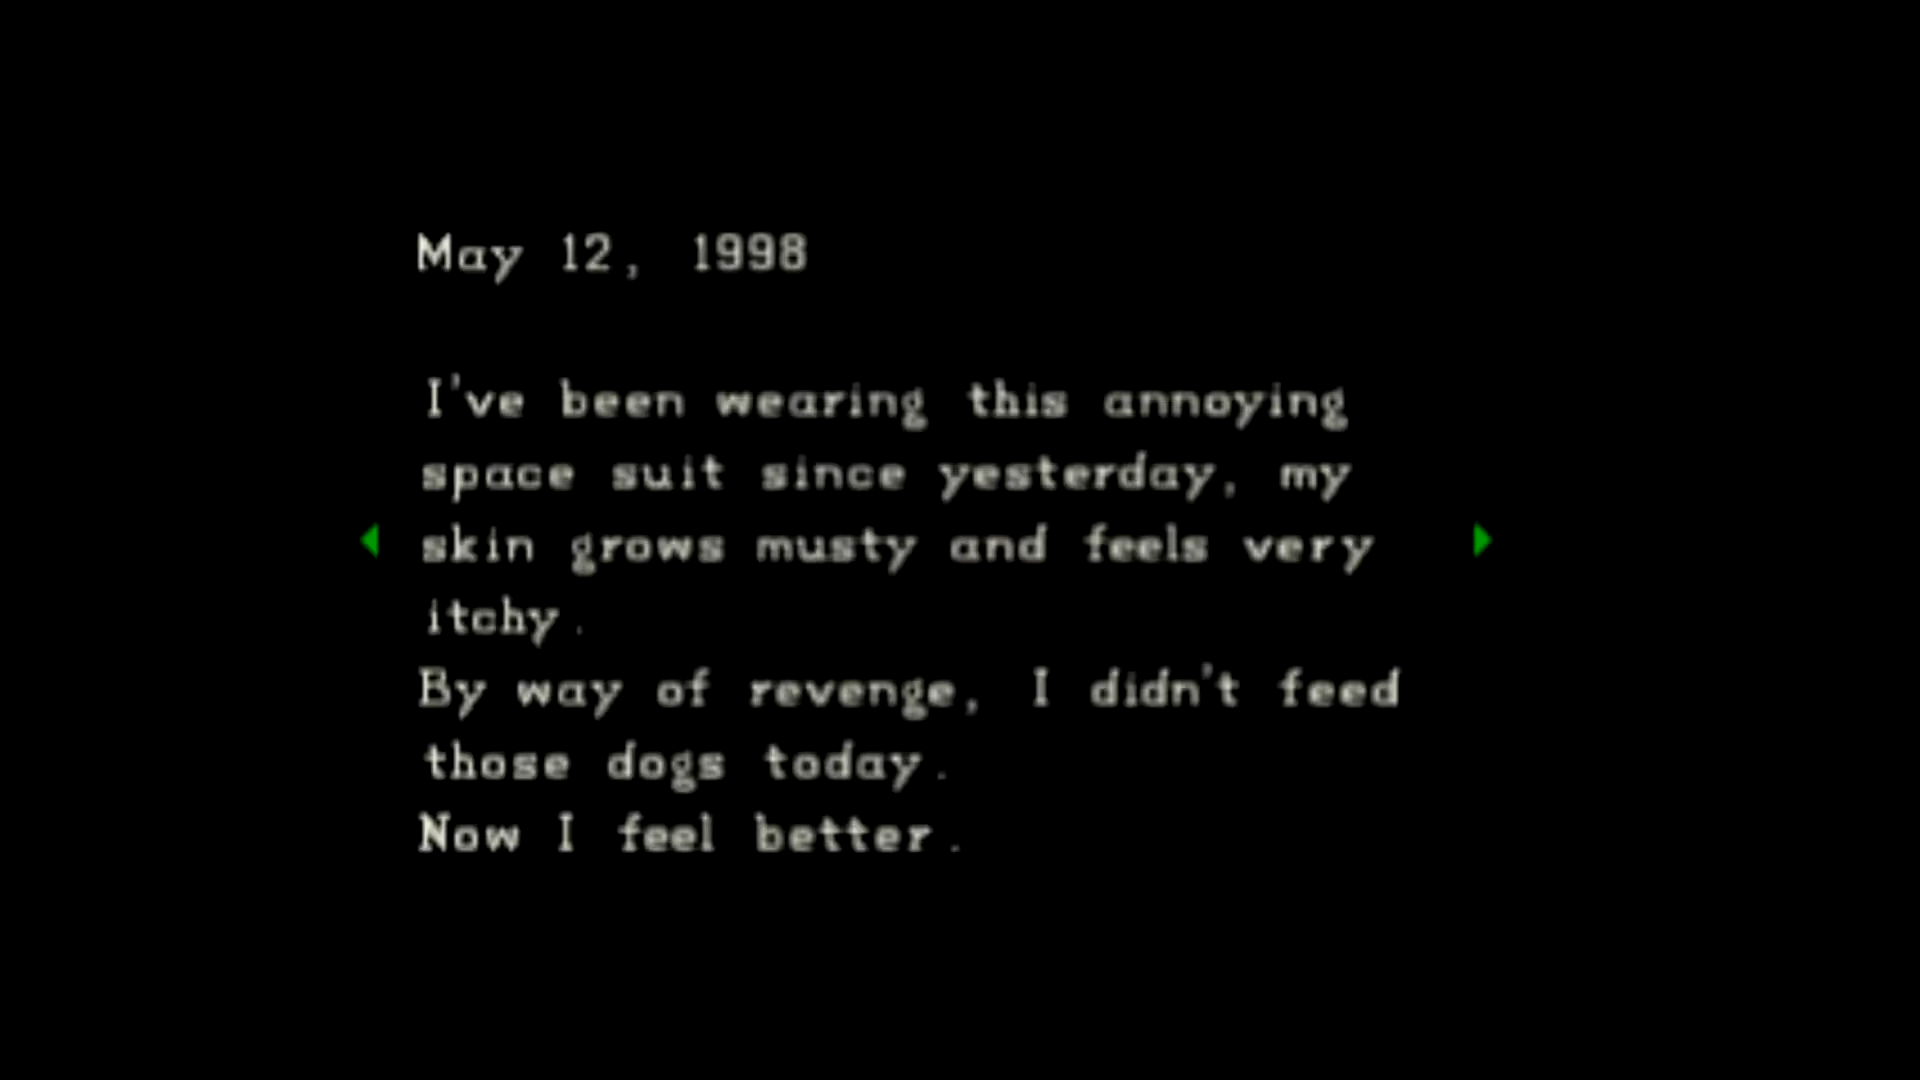 May 12, 1998
I've been wearing this annoying
space suit since yesterday, my
skin grows musty and feels very
itchy.
By way of revenge, I didn't feed
those dogs today.
Now I feel better.